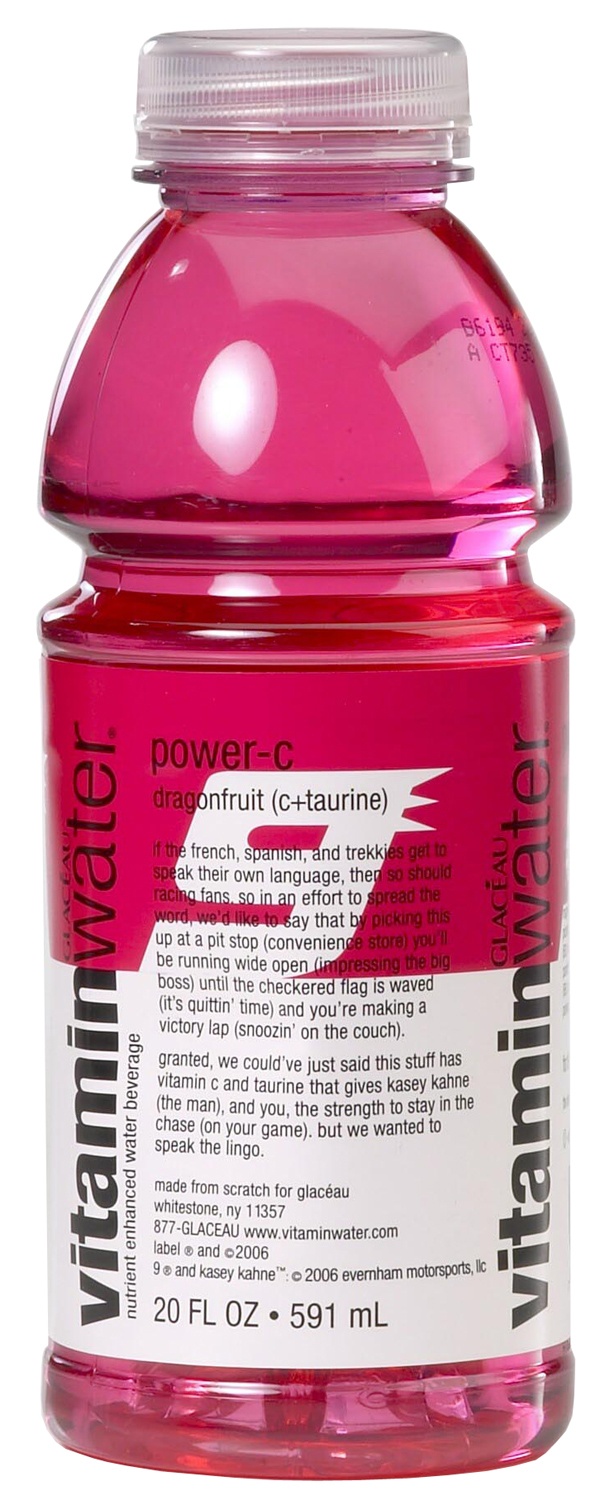 B6194
A CT735
power-c
dragonfruit (c+taurine)
if the french, spanish, and trekkies get to
speak their own language, then so should
racing fans. so in an effort to spread the
word, we'd like to say that by picking this
up at a pit stop (convenience store) you'll
be running wide open (impressing the big
boss) until the checkered flag is waved
(it's quittin' time) and you're making a
victory lap (snoozin' on the couch).
granted, we could've just said this stuff has
vitamin c and taurine that gives kasey kahne
(the man), and you, the strength to stay in the
chase (on your game). but we wanted to
speak the lingo.
made from scratch for glacéau
whitestone, ny 11357
877-GLACEAU www.vitaminwater.com
label ® and ©2006
9 ® and kasey kahne™: © 2006 evernham motorsports, llc
20 FL OZ • 591 mL
GLACÉAU
vitaminwater®
nutrient enhanced water beverage
9
GLACÉAU
vitaminwater